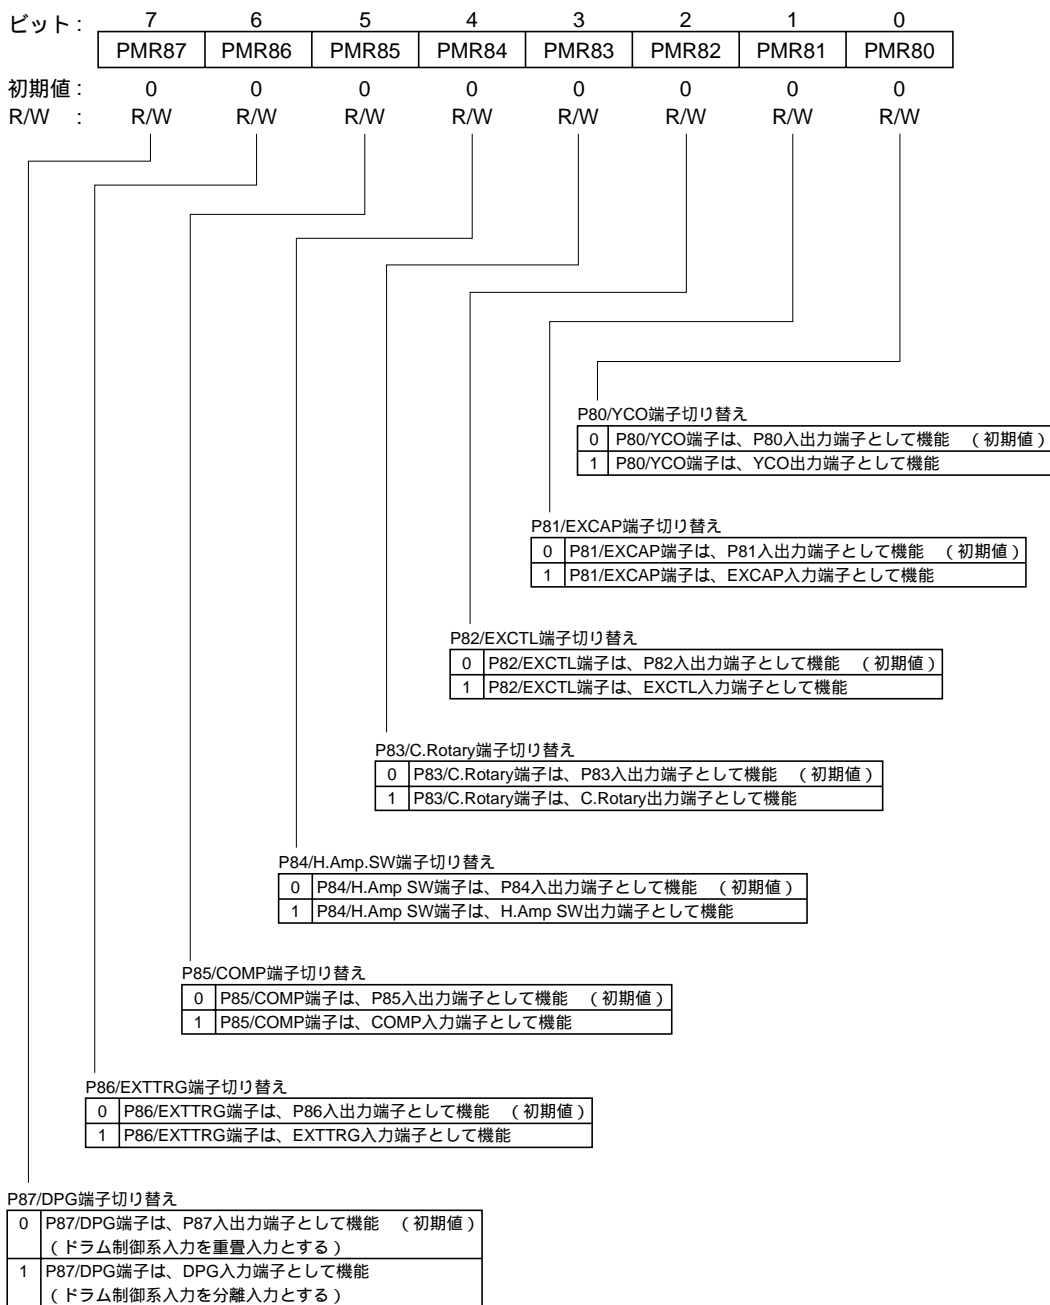 ビット： 7 6 5 4 3 2 1 0
PMR87 PMR86 PMR85 PMR84 PMR83 PMR82 PMR81 PMR80
初期値： 0 0 0 0 0 0 0 0
R/W ： R/W R/W R/W R/W R/W R/W R/W R/W
P80/YCO端子切り替え
0 P80/YCO端子は、P80入出力端子として機能 （初期値）
1 P80/YCO端子は、YCO出力端子として機能
P81/EXCAP端子切り替え
0 P81/EXCAP端子は、P81入出力端子として機能 （初期値）
1 P81/EXCAP端子は、EXCAP入力端子として機能
P82/EXCTL端子切り替え
0 P82/EXCTL端子は、P82入出力端子として機能 （初期値）
1 P82/EXCTL端子は、EXCTL入力端子として機能
P83/C.Rotary端子切り替え
0 P83/C.Rotary端子は、P83入出力端子として機能 （初期値）
1 P83/C.Rotary端子は、C.Rotary出力端子として機能
P84/H.Amp.SW端子切り替え
0 P84/H.Amp SW端子は、P84入出力端子として機能 （初期値）
1 P84/H.Amp SW端子は、H.Amp SW出力端子として機能
P85/COMP端子切り替え
0 P85/COMP端子は、P85入出力端子として機能 （初期値）
1 P85/COMP端子は、COMP入力端子として機能
P86/EXTTRG端子切り替え
0 P86/EXTTRG端子は、P86入出力端子として機能 （初期値）
1 P86/EXTTRG端子は、EXTTRG入力端子として機能
P87/DPG端子切り替え
0 P87/DPG端子は、P87入出力端子として機能 （初期値）
（ドラム制御系入力を重畳入力とする）
1 P87/DPG端子は、DPG入力端子として機能
（ドラム制御系入力を分離入力とする）